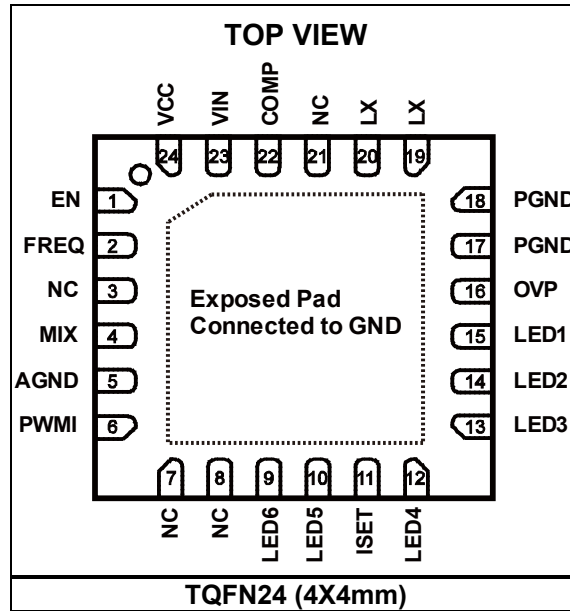 TOP VIEW
VCC VIN COMP NC LX LX
24 23 22 21 20 19
EN 1 18 PGND
FREQ 2 17 PGND
NC 3 16 OVP
MIX 4 15 LED1
AGND 5 14 LED2
PWMI 6 13 LED3
Exposed Pad
Connected to GND
7 8 9 10 11 12
NC NC LED6 LED5 ISET LED4
TQFN24 (4X4mm)